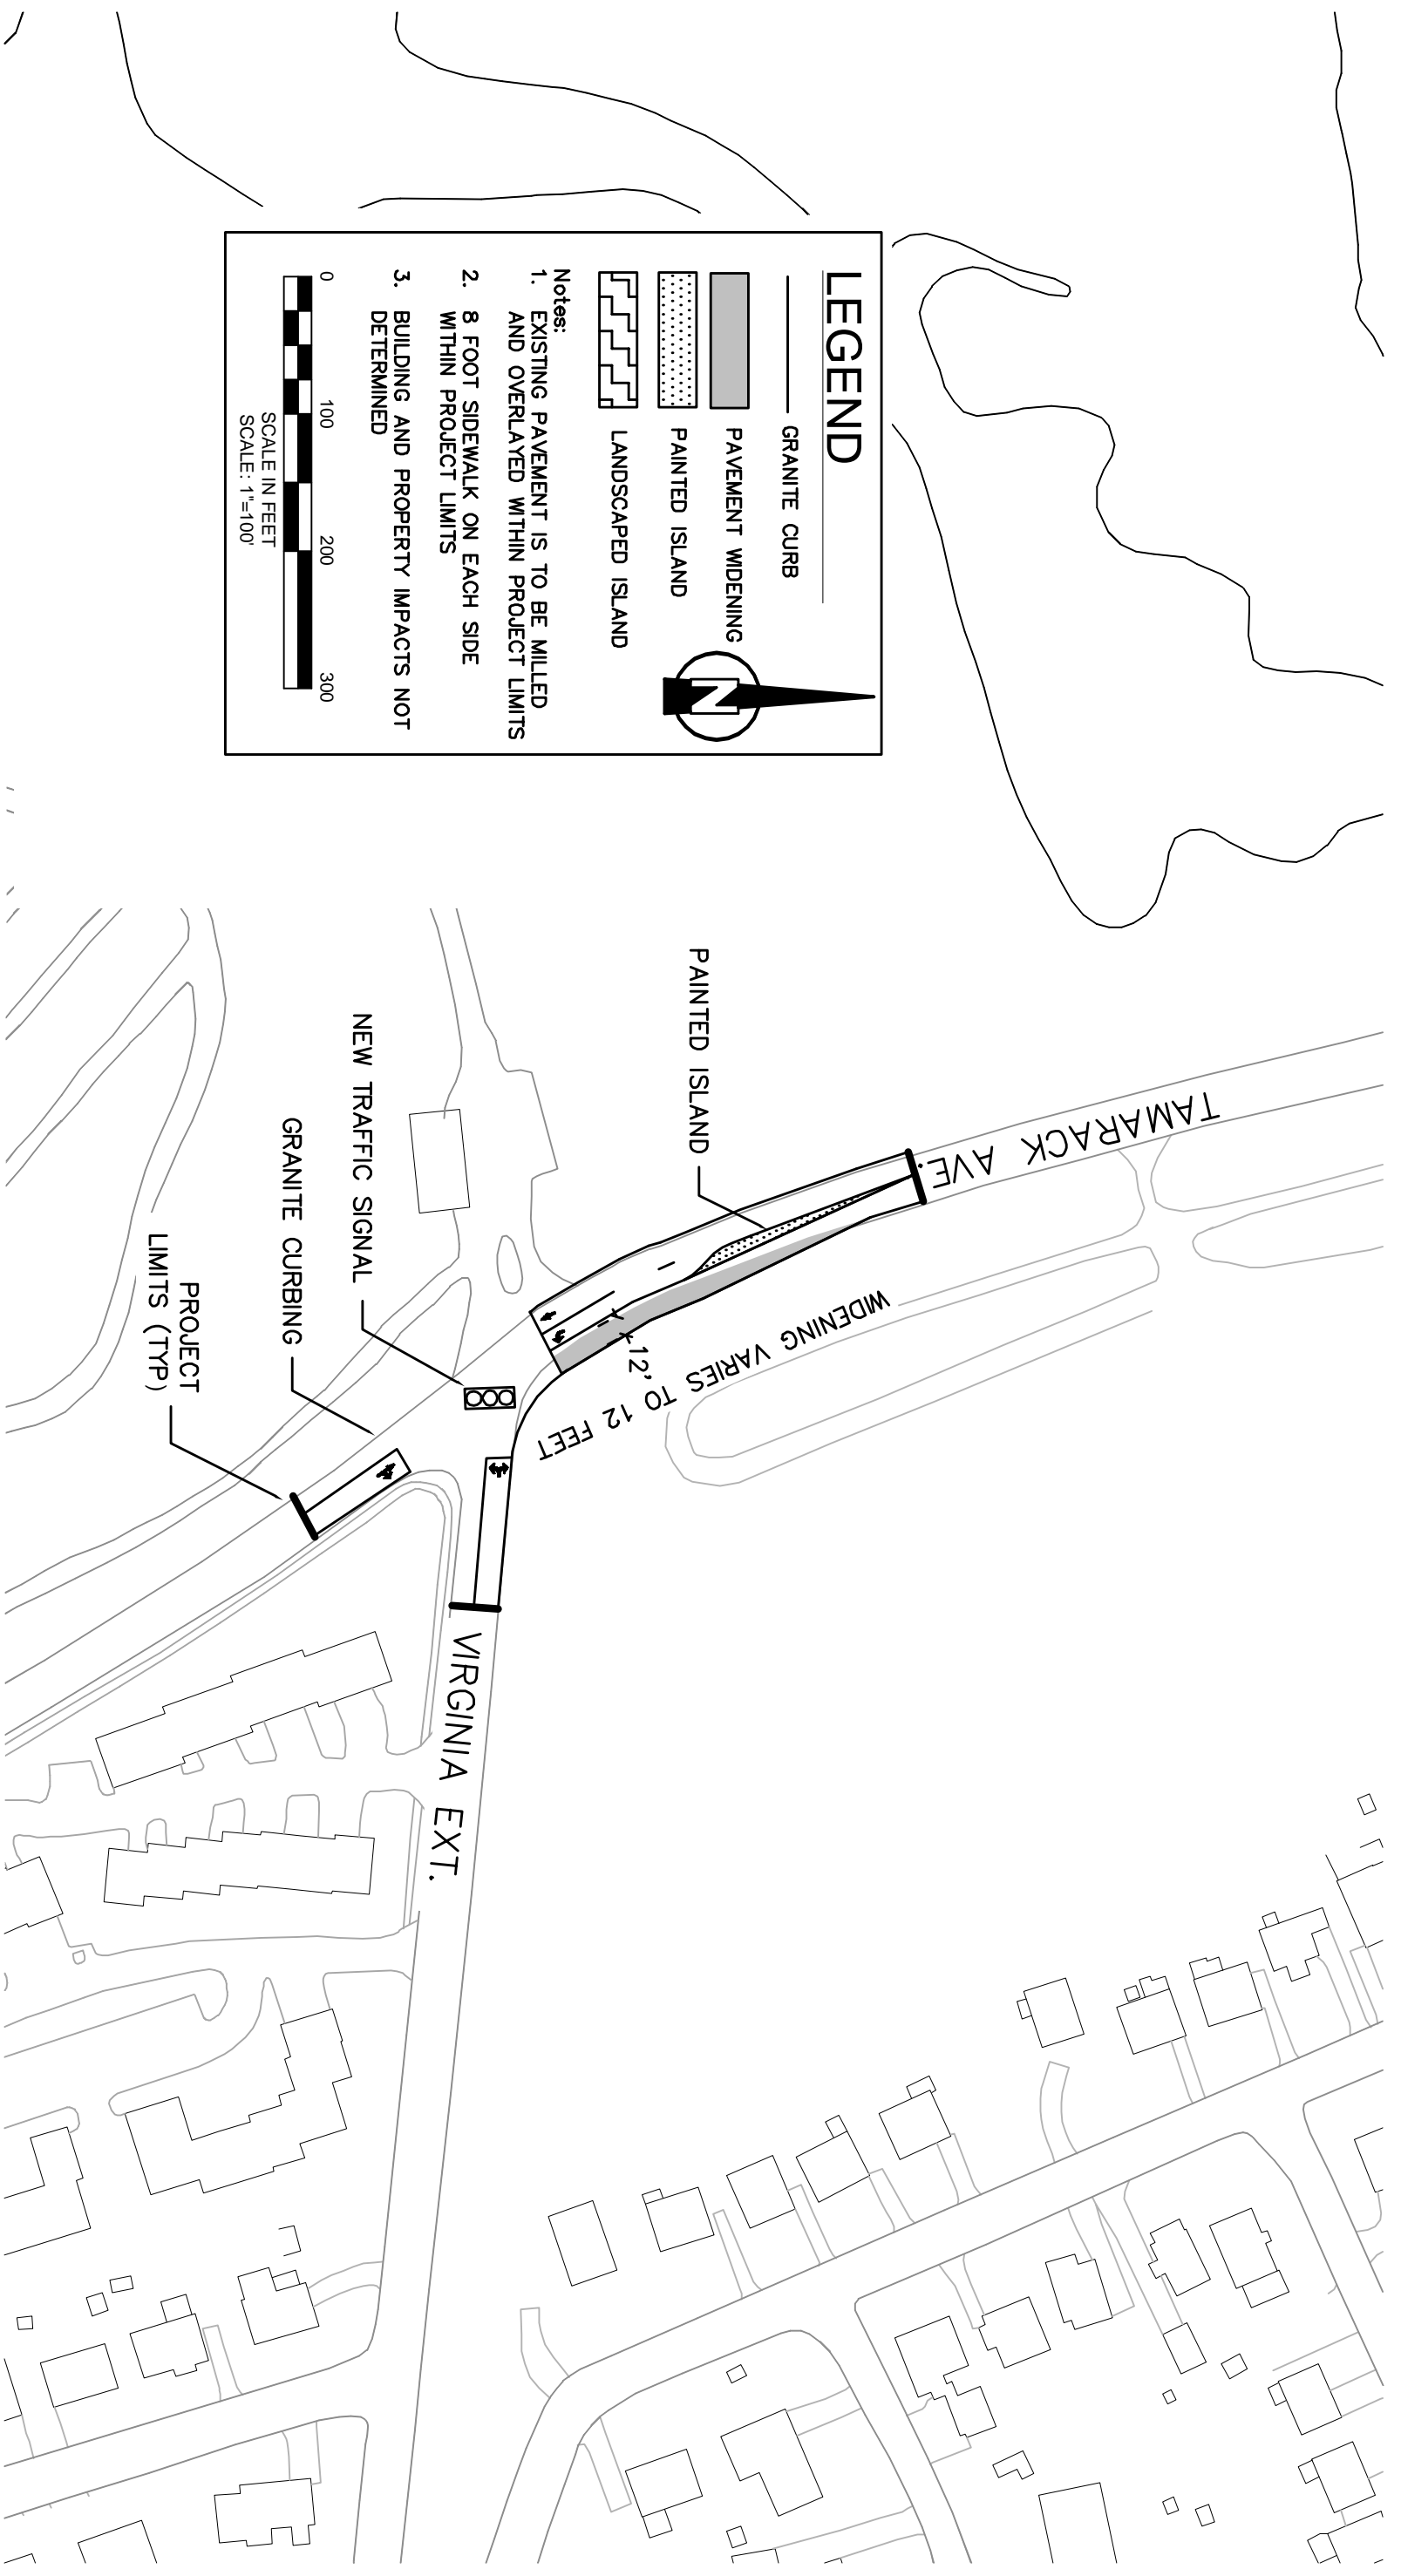 LEGEND
GRANITE CURB
PAVEMENT WIDENING
PAINTED ISLAND
LANDSCAPED ISLAND
N
Notes:
1. EXISTING PAVEMENT IS TO BE MILLED
AND OVERLAYED WITHIN PROJECT LIMITS
2. 8 FOOT SIDEWALK ON EACH SIDE
WITHIN PROJECT LIMITS
3. BUILDING AND PROPERTY IMPACTS NOT
DETERMINED
0 100 200 300
SCALE IN FEET
SCALE: 1"=100'
TAMARACK AVE.
PAINTED ISLAND
WIDENING VARIES TO 12 FEET
12'
NEW TRAFFIC SIGNAL
GRANITE CURBING
PROJECT
LIMITS (TYP)
VIRGINIA EXT.